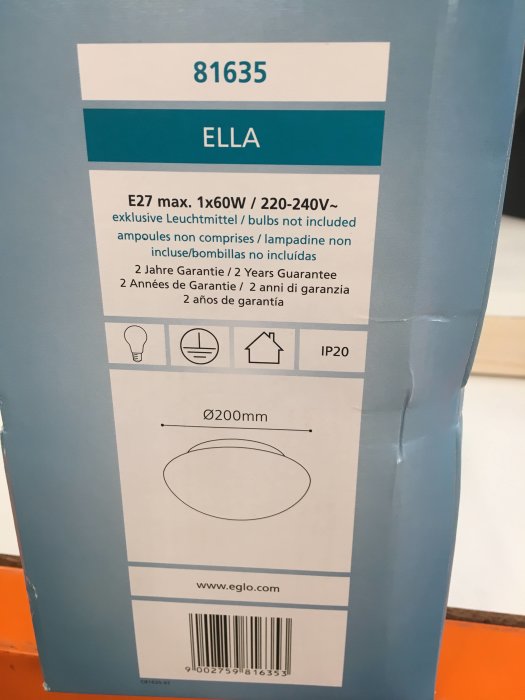 81635
ELLA
E27 max. 1x60W / 220-240V~
exklusive Leuchtmittel / bulbs not included
ampoules non comprises / lampadine non
incluse/bombillas no incluídas
2 Jahre Garantie / 2 Years Guarantee
2 Années de Garantie / 2 anni di garanzia
2 años de garantía
IP20
Ø200mm
www.eglo.com
9 002759 816353